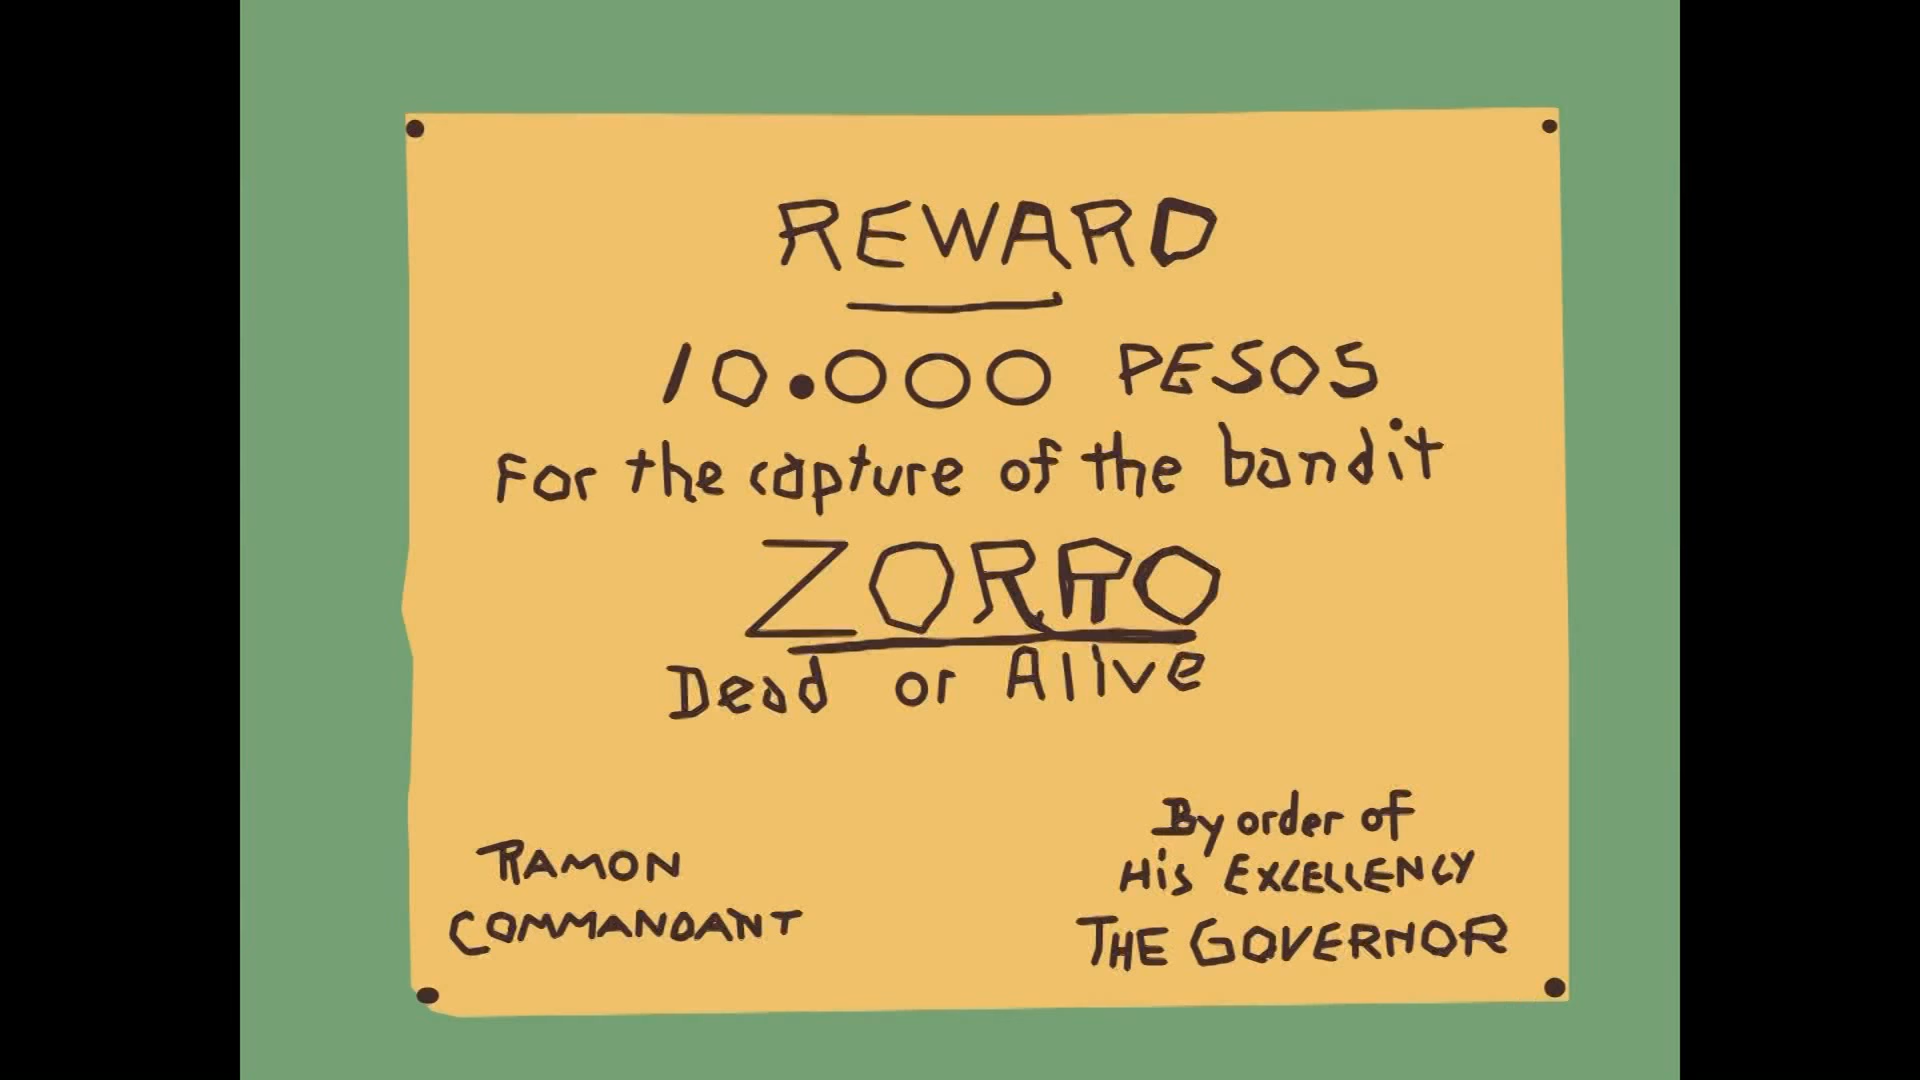 REWARD
10.000 PESOS
For the capture of the bandit
ZORRO
Dead or Alive
RAMON
COMMANDANT
By order of
His EXCELLENCY
THE GOVERNOR